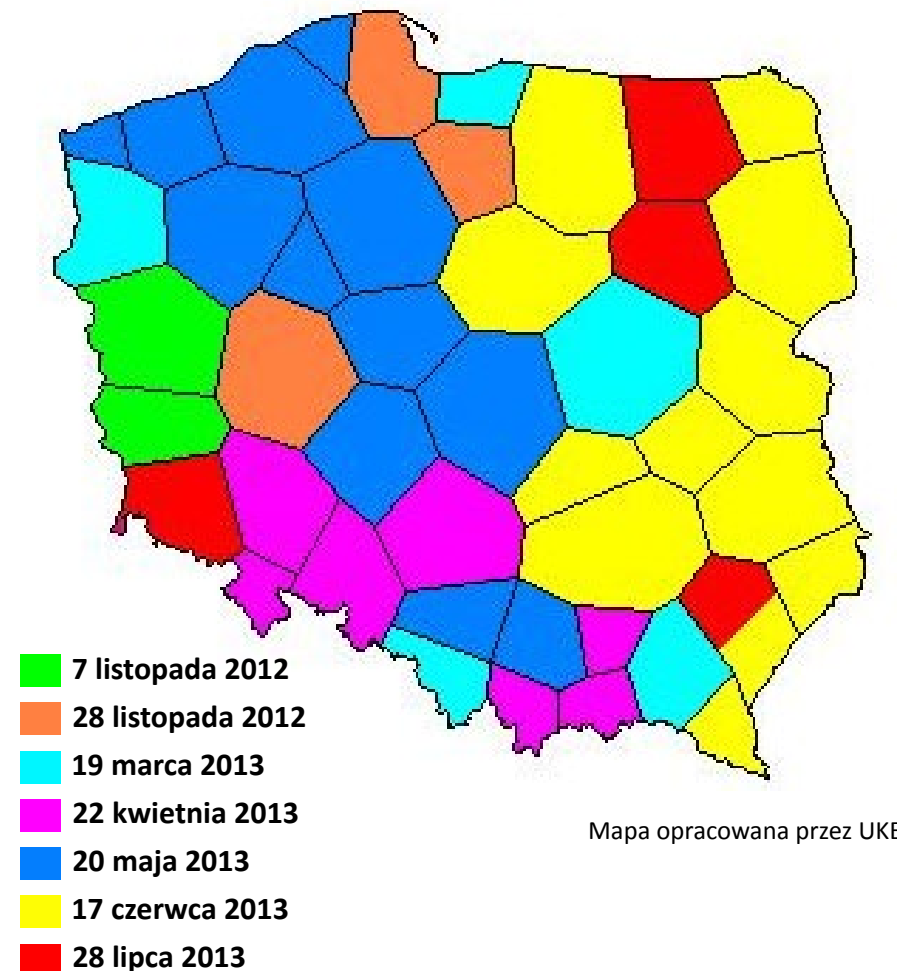 7 listopada 2012
28 listopada 2012
19 marca 2013
22 kwietnia 2013
20 maja 2013
17 czerwca 2013
28 lipca 2013
Mapa opracowana przez UKE